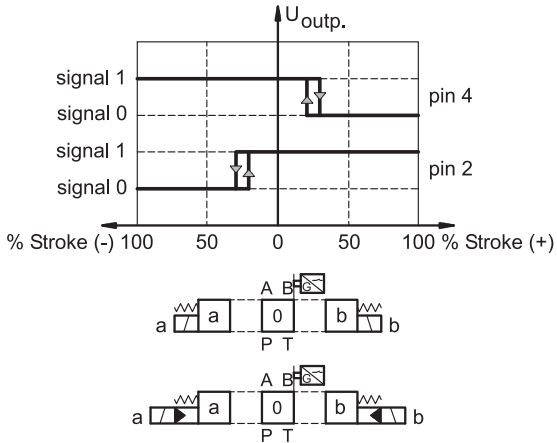 U outp.
signal 1
signal 0
pin 4
signal 1
signal 0
pin 2
% Stroke (-) 100 50 0 50 100 % Stroke (+)
A B G
a a 0 b b
P T
A B G
a a 0 b b
P T